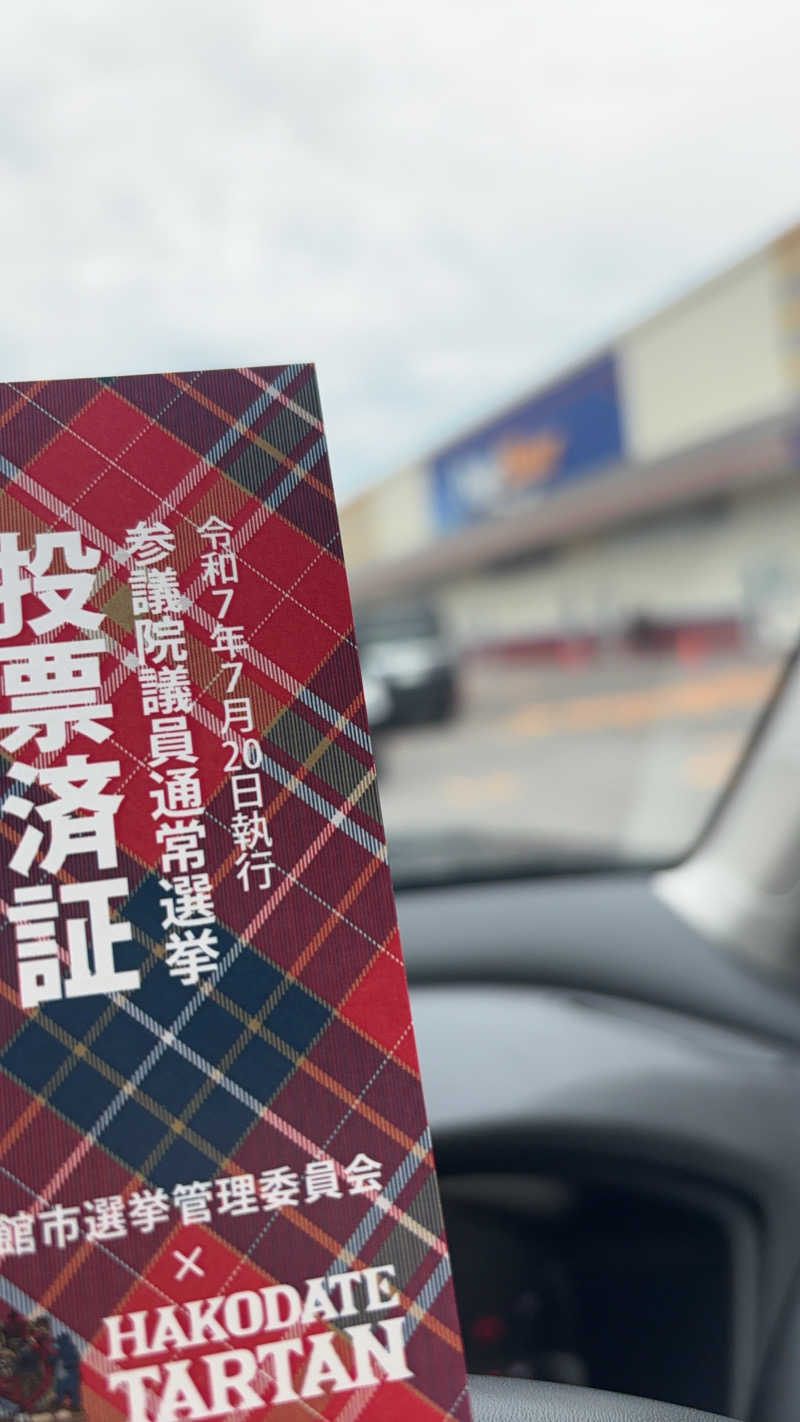 令和7年7月20日執行
参議院議員通常選挙
投票済証
館市選挙管理委員会
×
HAKODATE
TARTAN